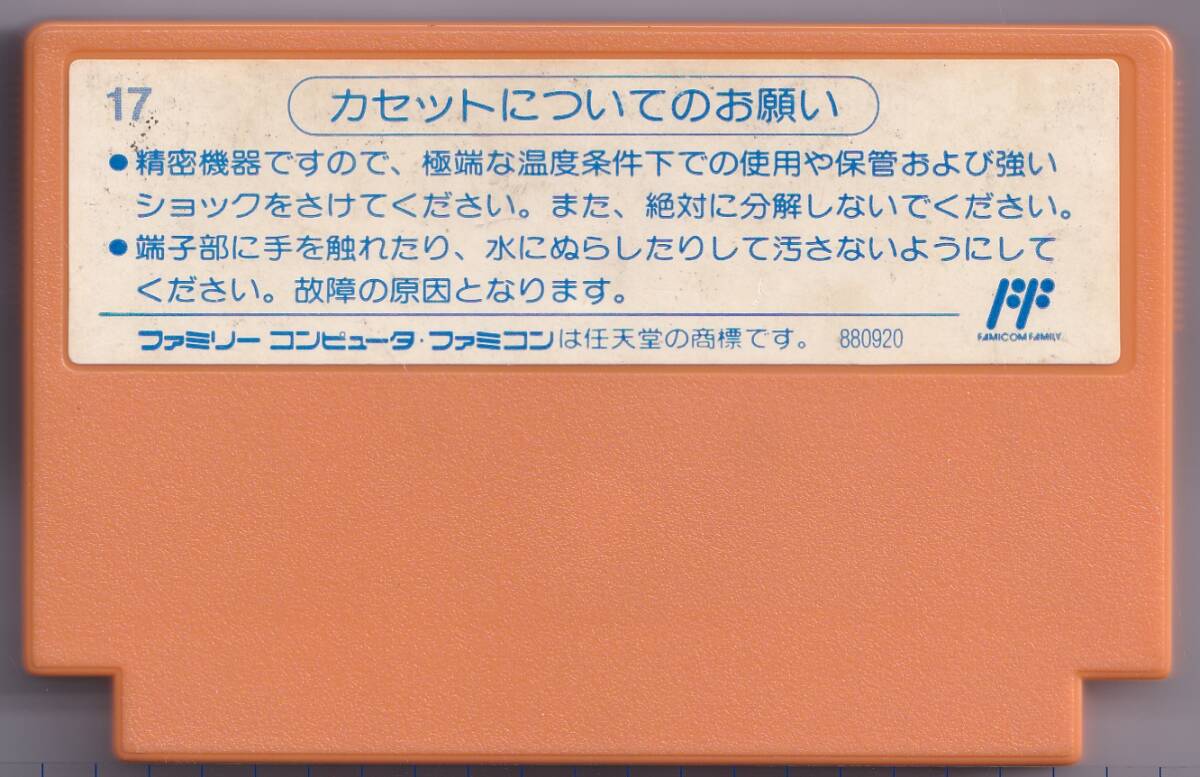 17
カセットについてのお願い
●精密機器ですので、極端な温度条件下での使用や保管および強い
ショックをさけてください。また、絶対に分解しないでください。
●端子部に手を触れたり、水にぬらしたりして汚さないようにして
ください。故障の原因となります。
FF
FAMICOM FAMILY
ファミリーコンピュータ・ファミコンは任天堂の商標です。 880920